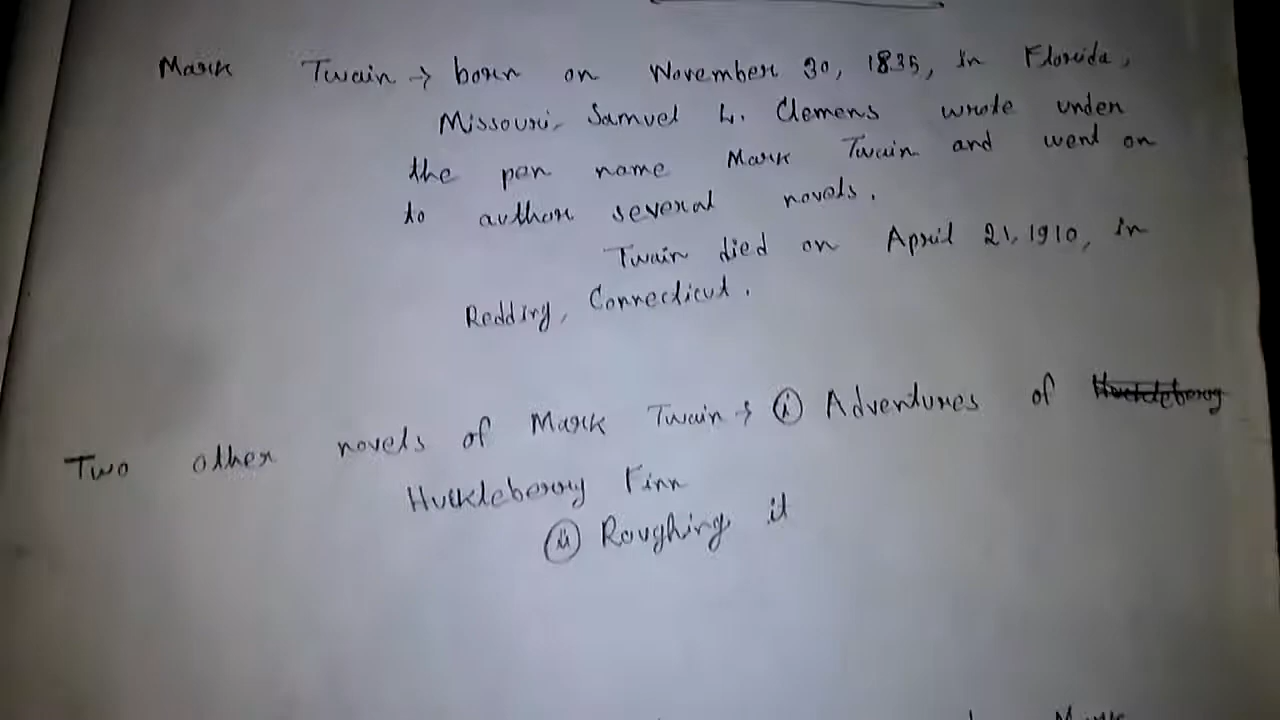 Mark Twain → born on November 30, 1835, in Florida,
Missouri, Samuel L. Clemens wrote under
the pen name Mark Twain and went on
to author several novels.
Twain died on April 21, 1910, in
Redding, Connecticut.
Two other novels of Mark Twain → (i) Adventures of Huckleberry
Huckleberry Finn
(ii) Roughing it